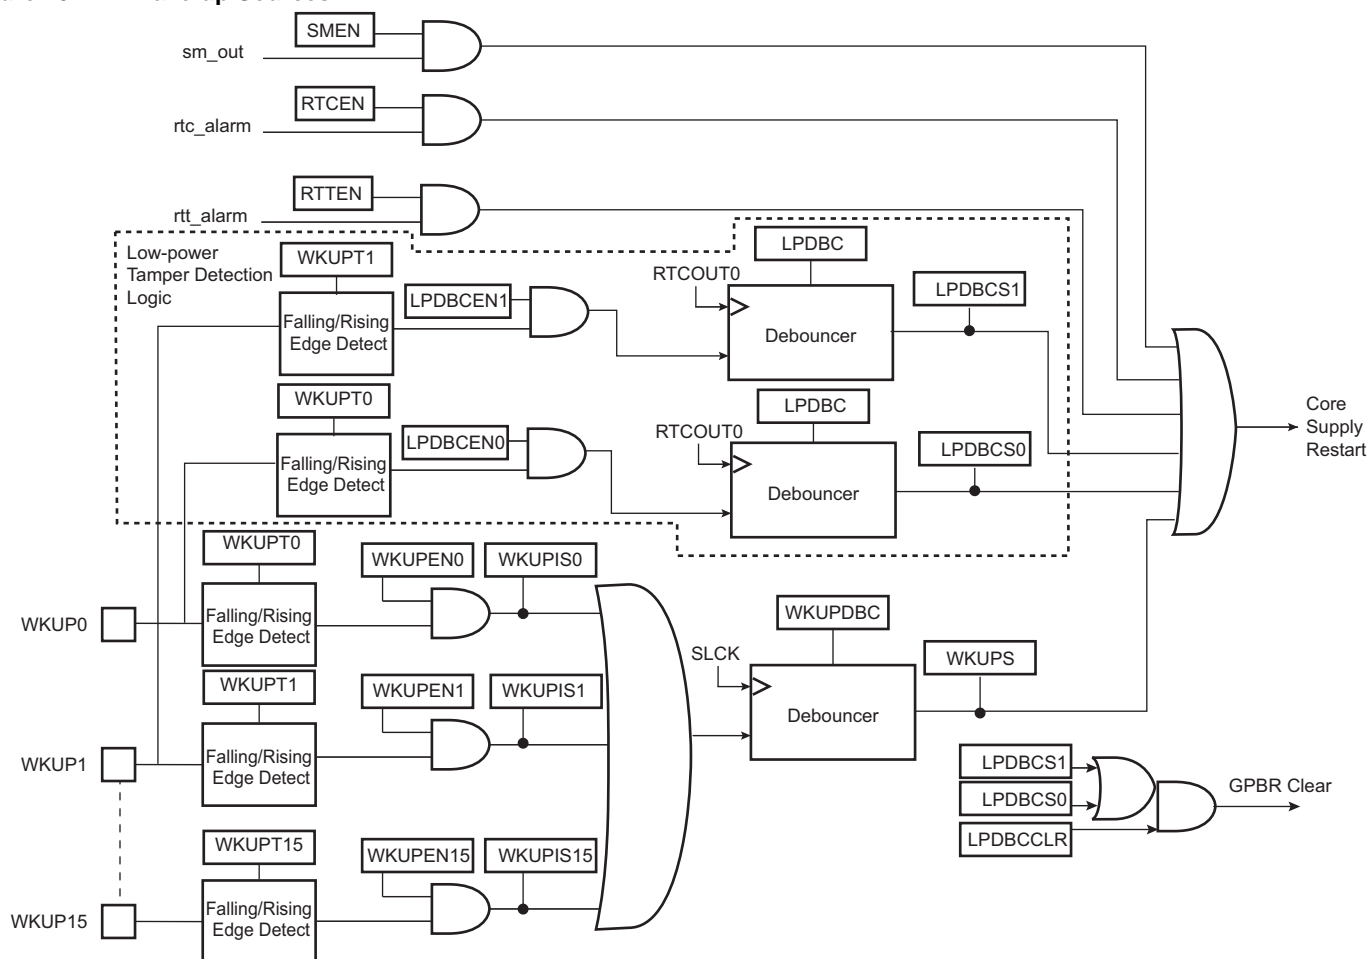 SMEN
sm_out
RTCEN
rtc_alarm
RTTEN
rtt_alarm
Low-power
Tamper Detection
Logic
WKUPT1
Falling/Rising
Edge Detect
LPDBCEN1
RTCOUT0
LPDBC
Debouncer
LPDBCS1
WKUPT0
Falling/Rising
Edge Detect
LPDBCEN0
RTCOUT0
LPDBC
Debouncer
LPDBCS0
Core
Supply
Restart
WKUPT0
WKUP0
Falling/Rising
Edge Detect
WKUPEN0
WKUPIS0
WKUPT1
WKUP1
Falling/Rising
Edge Detect
WKUPEN1
WKUPIS1
SLCK
WKUPDBC
Debouncer
WKUPS
LPDBCS1
LPDBCS0
LPDBCCLR
GPBR Clear
WKUPT15
WKUP15
Falling/Rising
Edge Detect
WKUPEN15
WKUPIS15